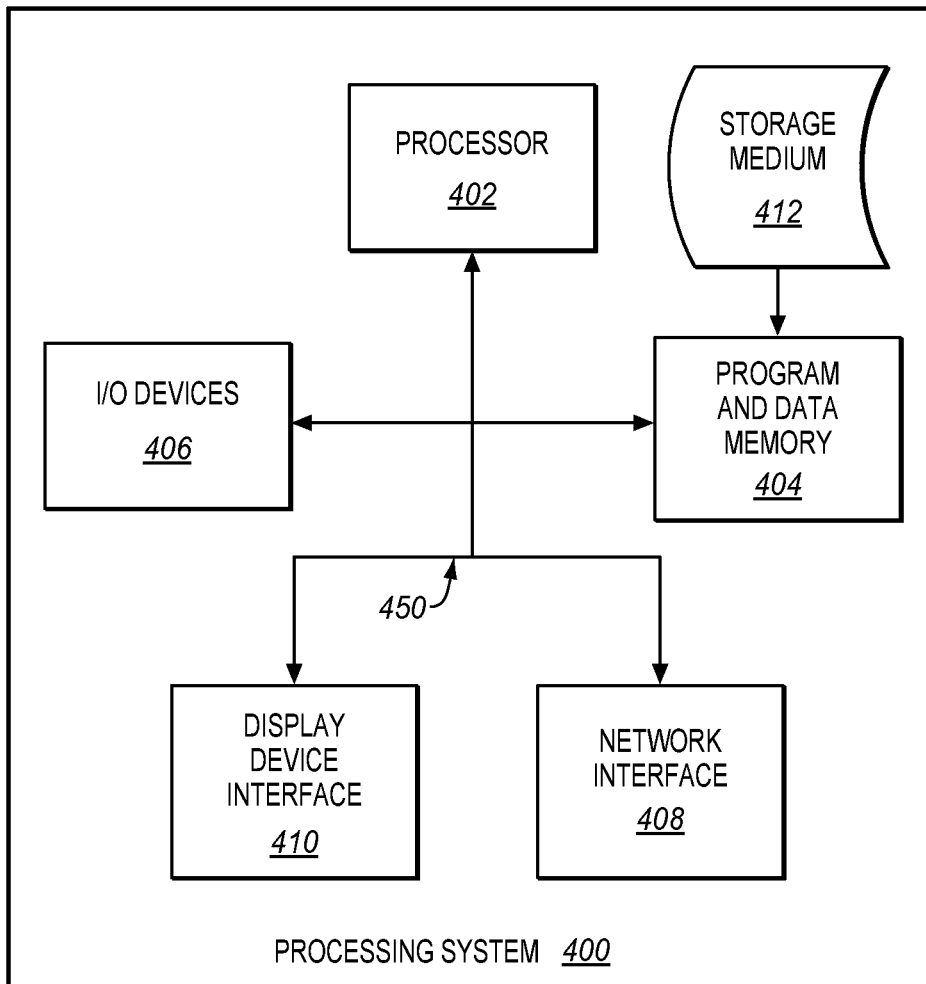 PROCESSOR
402
STORAGE
MEDIUM
412
I/O DEVICES
406
PROGRAM
AND DATA
MEMORY
404
450
DISPLAY
DEVICE
INTERFACE
410
NETWORK
INTERFACE
408
PROCESSING SYSTEM 400